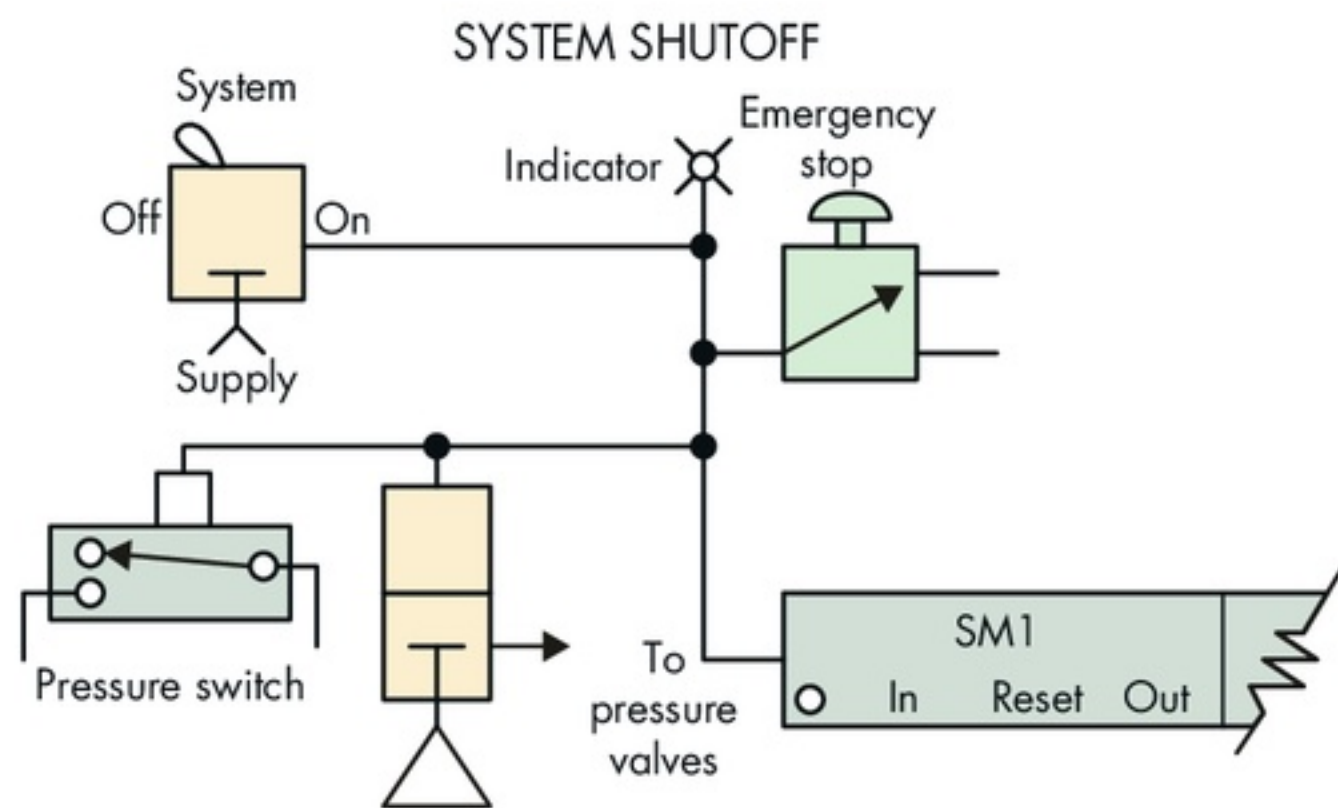 SYSTEM SHUTOFF
System
Emergency
stop
Indicator
Off
On
Supply
Pressure switch
To
pressure
valves
SM1
In Reset Out